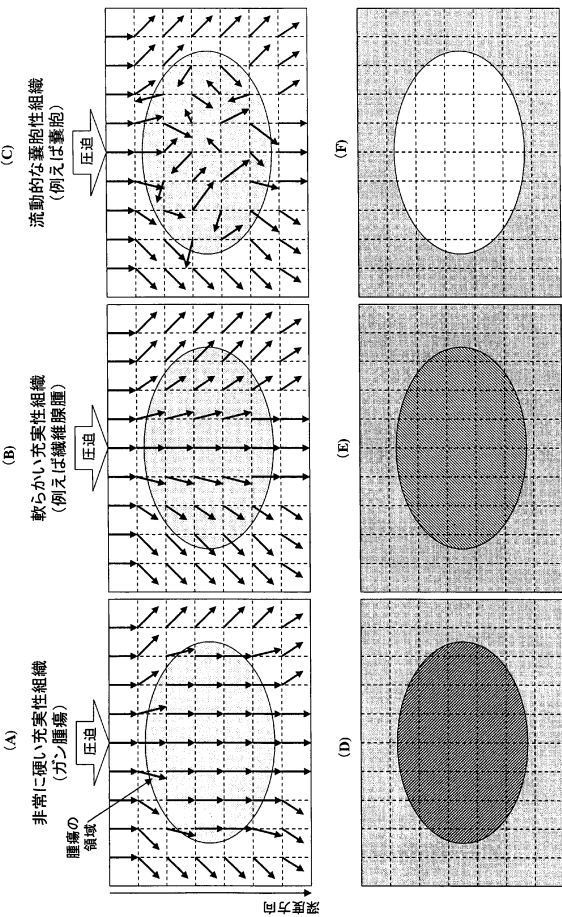 (A)
非常に硬い充実性組織
(ガン腫瘍)
圧迫
腫瘍の
領域
深度方向
(B)
軟らかい充実性組織
(例えば繊維腺腫)
圧迫
(C)
流動的な嚢胞性組織
(例えば嚢胞)
圧迫
(D)
(E)
(F)